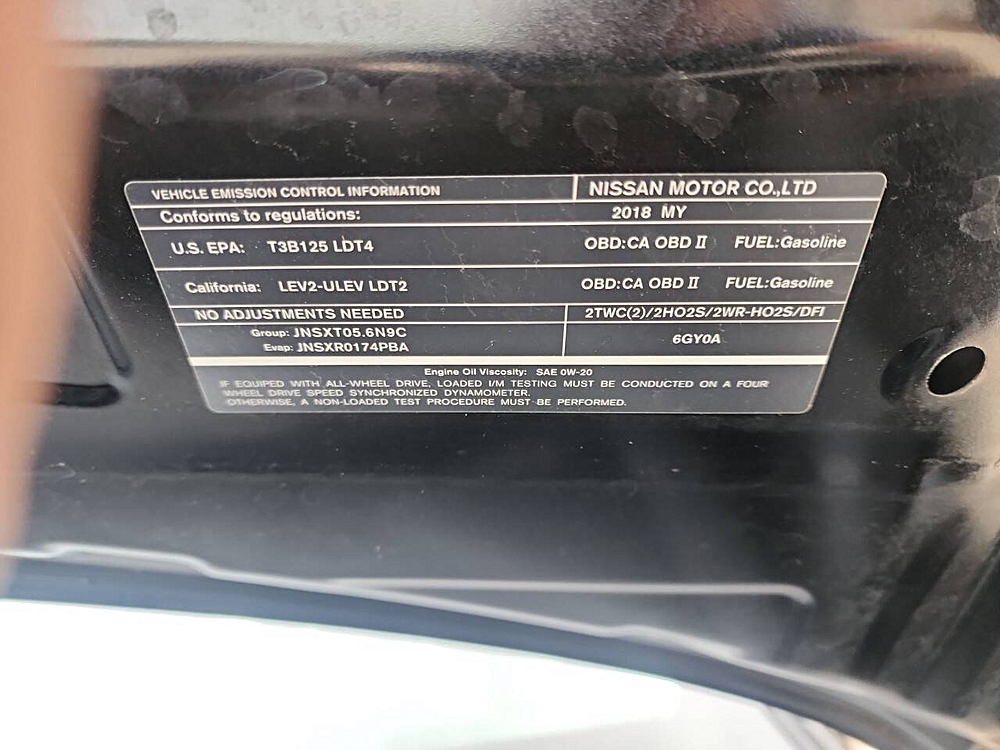 VEHICLE EMISSION CONTROL INFORMATION NISSAN MOTOR CO.,LTD
Conforms to regulations: 2018 MY
U.S. EPA: T3B125 LDT4 OBD:CA OBD II FUEL:Gasoline
California: LEV2-ULEV LDT2 OBD:CA OBD II FUEL:Gasoline
NO ADJUSTMENTS NEEDED 2TWC(2)/2HO2S/2WR-HO2S/DFI
Group: JNSXT05.6N9C
Evap: JNSXR0174PBA
6GY0A
Engine Oil Viscosity: SAE 0W-20
IF EQUIPED WITH ALL-WHEEL DRIVE, LOADED I/M TESTING MUST BE CONDUCTED ON A FOUR
WHEEL DRIVE SPEED SYNCHRONIZED DYNAMOMETER.
OTHERWISE, A NON-LOADED TEST PROCEDURE MUST BE PERFORMED.